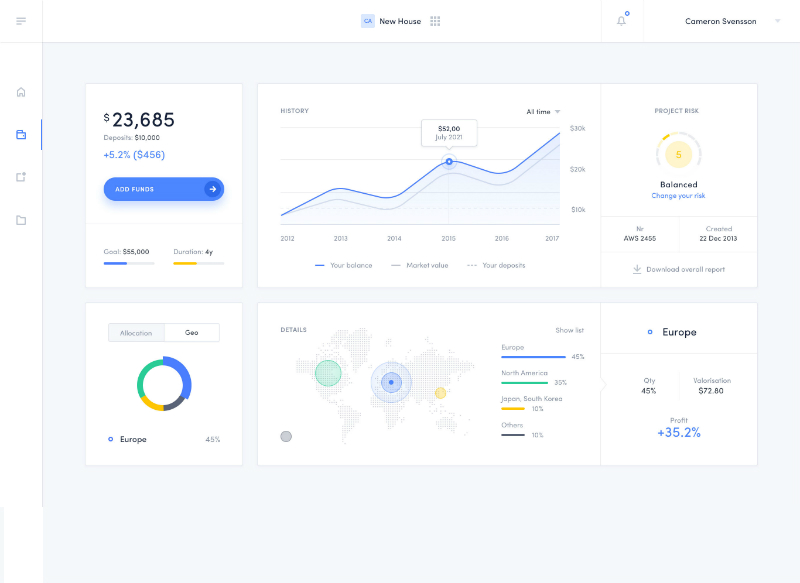 CA New House
Cameron Svensson
$23,685
Deposits: $10,000
+5.2% ($456)
ADD FUNDS
Goal: $55,000
Duration: 4y
HISTORY
All time
$52,00
July 2021
$30k
$20k
$10k
2012 2013 2014 2015 2016 2017
Your balance
Market value
Your deposits
PROJECT RISK
5
Balanced
Change your risk
Nr
AWS 2455
Created
22 Dec 2013
Download overall report
Allocation
Geo
Europe 45%
DETAILS
Show list
Europe
45%
North America
35%
Japan, South Korea
10%
Others
10%
Europe
Qty
45%
Valorisation
$72.80
Profit
+35.2%